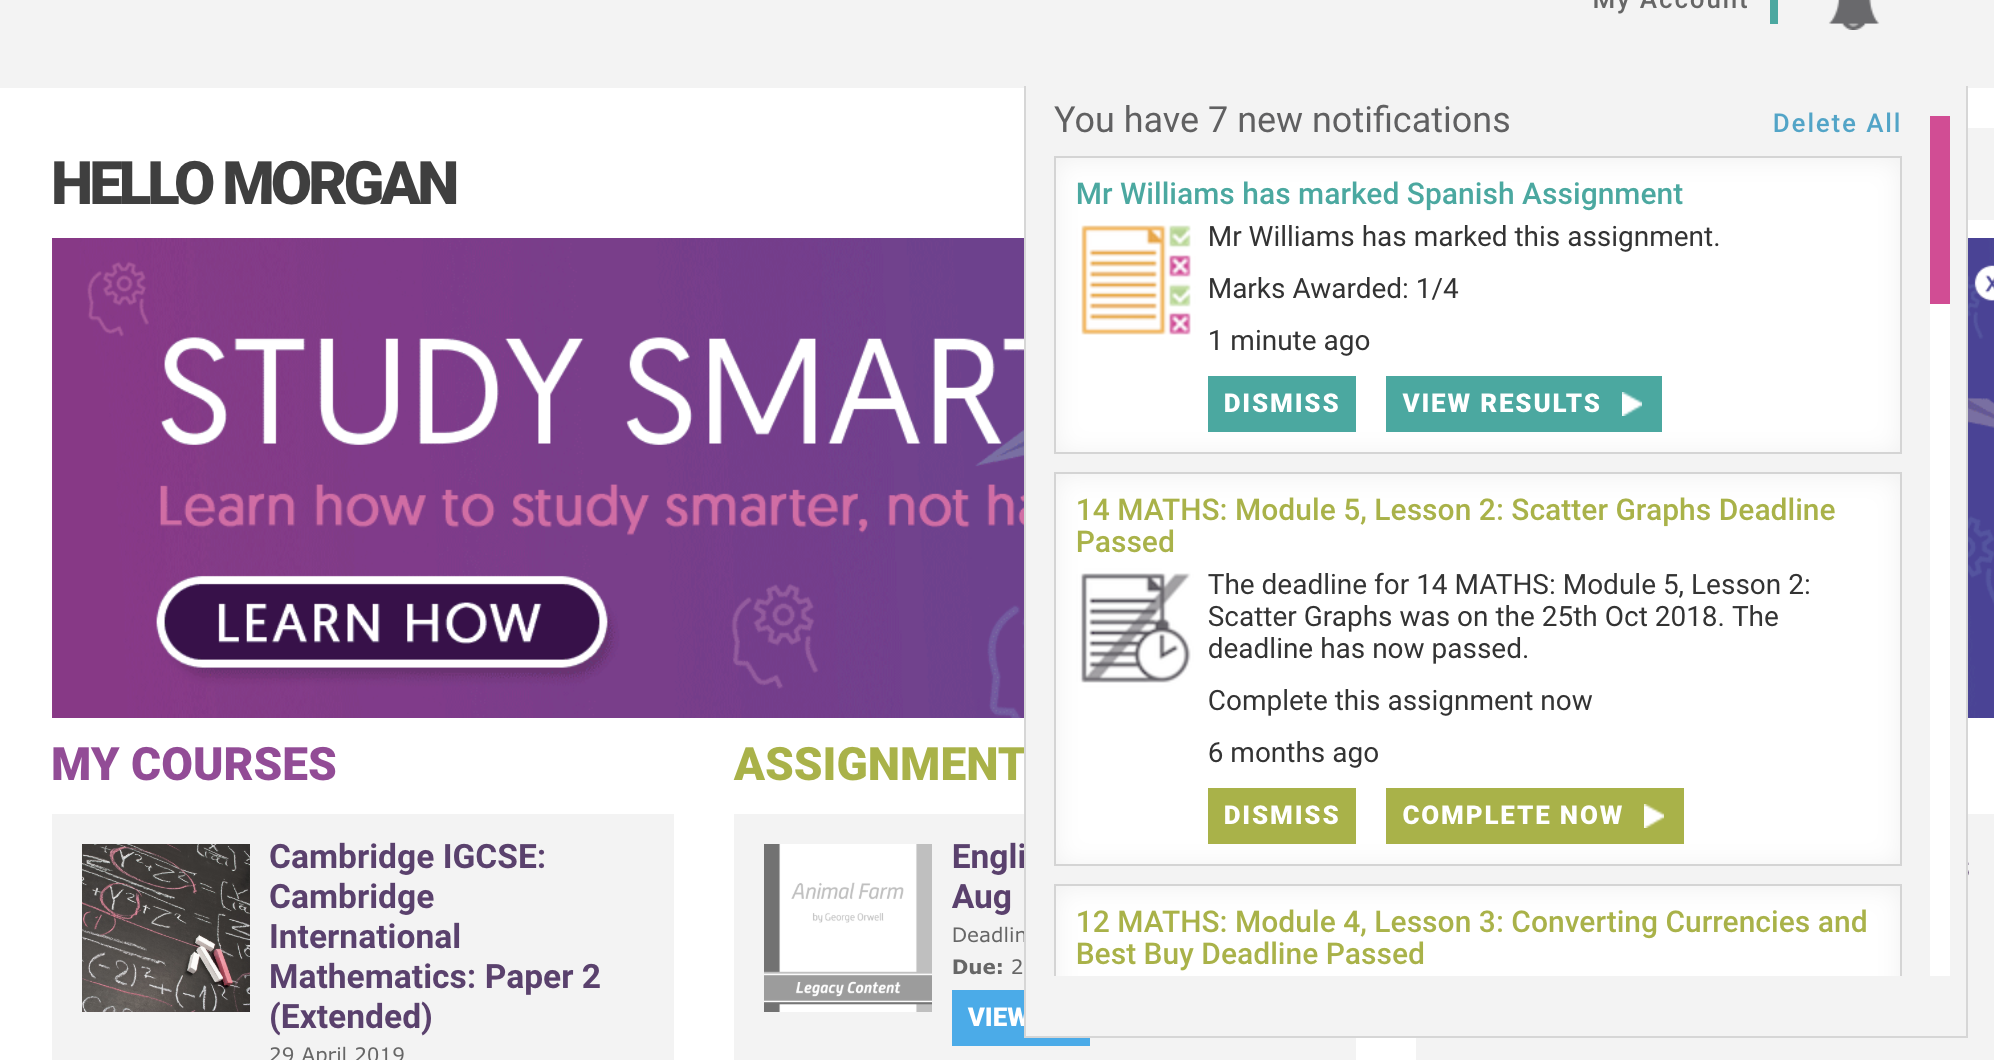 My Account
You have 7 new notifications
Delete All
Mr Williams has marked Spanish Assignment
Mr Williams has marked this assignment.
Marks Awarded: 1/4
1 minute ago
DISMISS
VIEW RESULTS
14 MATHS: Module 5, Lesson 2: Scatter Graphs Deadline
Passed
The deadline for 14 MATHS: Module 5, Lesson 2:
Scatter Graphs was on the 25th Oct 2018. The
deadline has now passed.
Complete this assignment now
6 months ago
DISMISS
COMPLETE NOW
12 MATHS: Module 4, Lesson 3: Converting Currencies and
Best Buy Deadline Passed
HELLO MORGAN
STUDY SMART
Learn how to study smarter, not ha
LEARN HOW
MY COURSES
Cambridge IGCSE:
Cambridge
International
Mathematics: Paper 2
(Extended)
29 April 2019
ASSIGNMENT
Animal Farm
by George Orwell
Legacy Content
Engli
Aug
Deadlin
Due: 2
VIEW